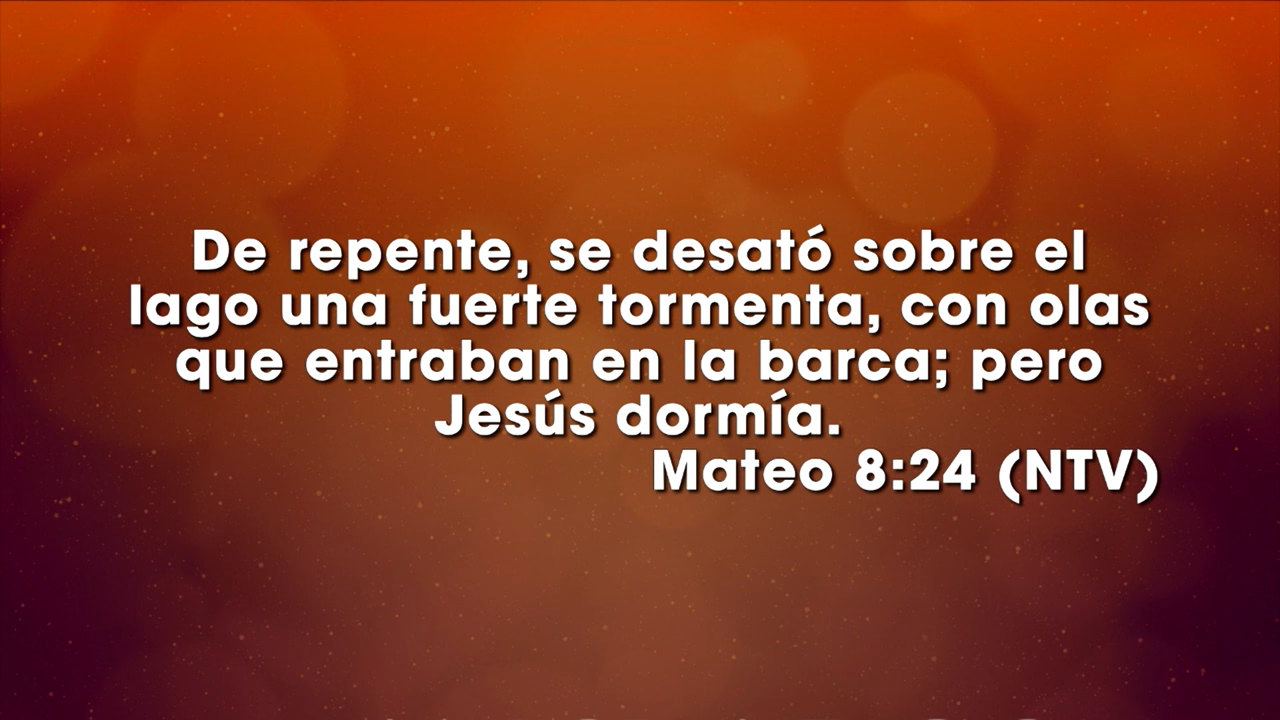 De repente, se desató sobre el
lago una fuerte tormenta, con olas
que entraban en la barca; pero
Jesús dormía.
Mateo 8:24 (NTV)